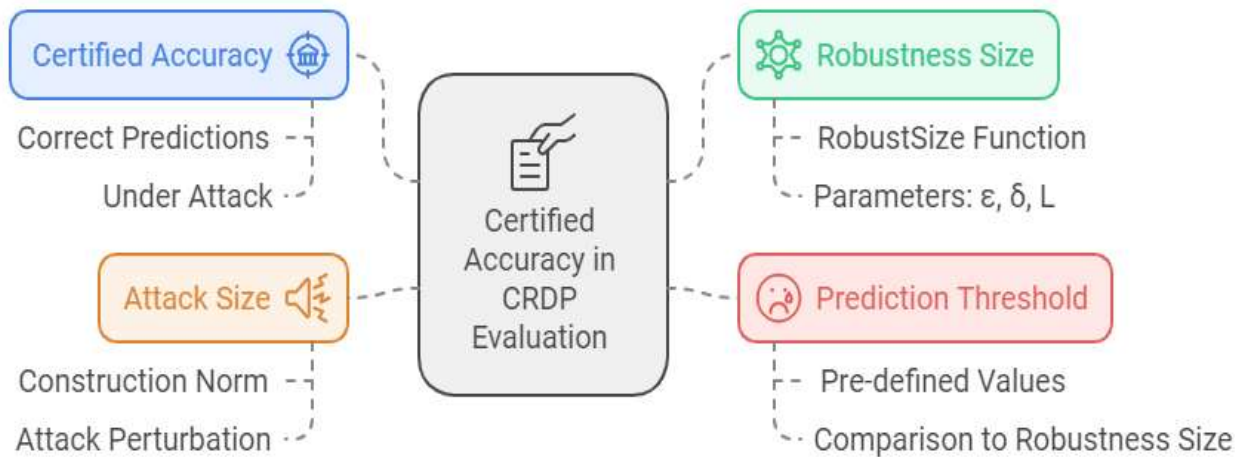 Certified Accuracy
Correct Predictions
Under Attack
Attack Size
Construction Norm
Attack Perturbation
Certified
Accuracy in
CRDP
Evaluation
Robustness Size
RobustSize Function
Parameters: ε, δ, L
Prediction Threshold
Pre-defined Values
Comparison to Robustness Size